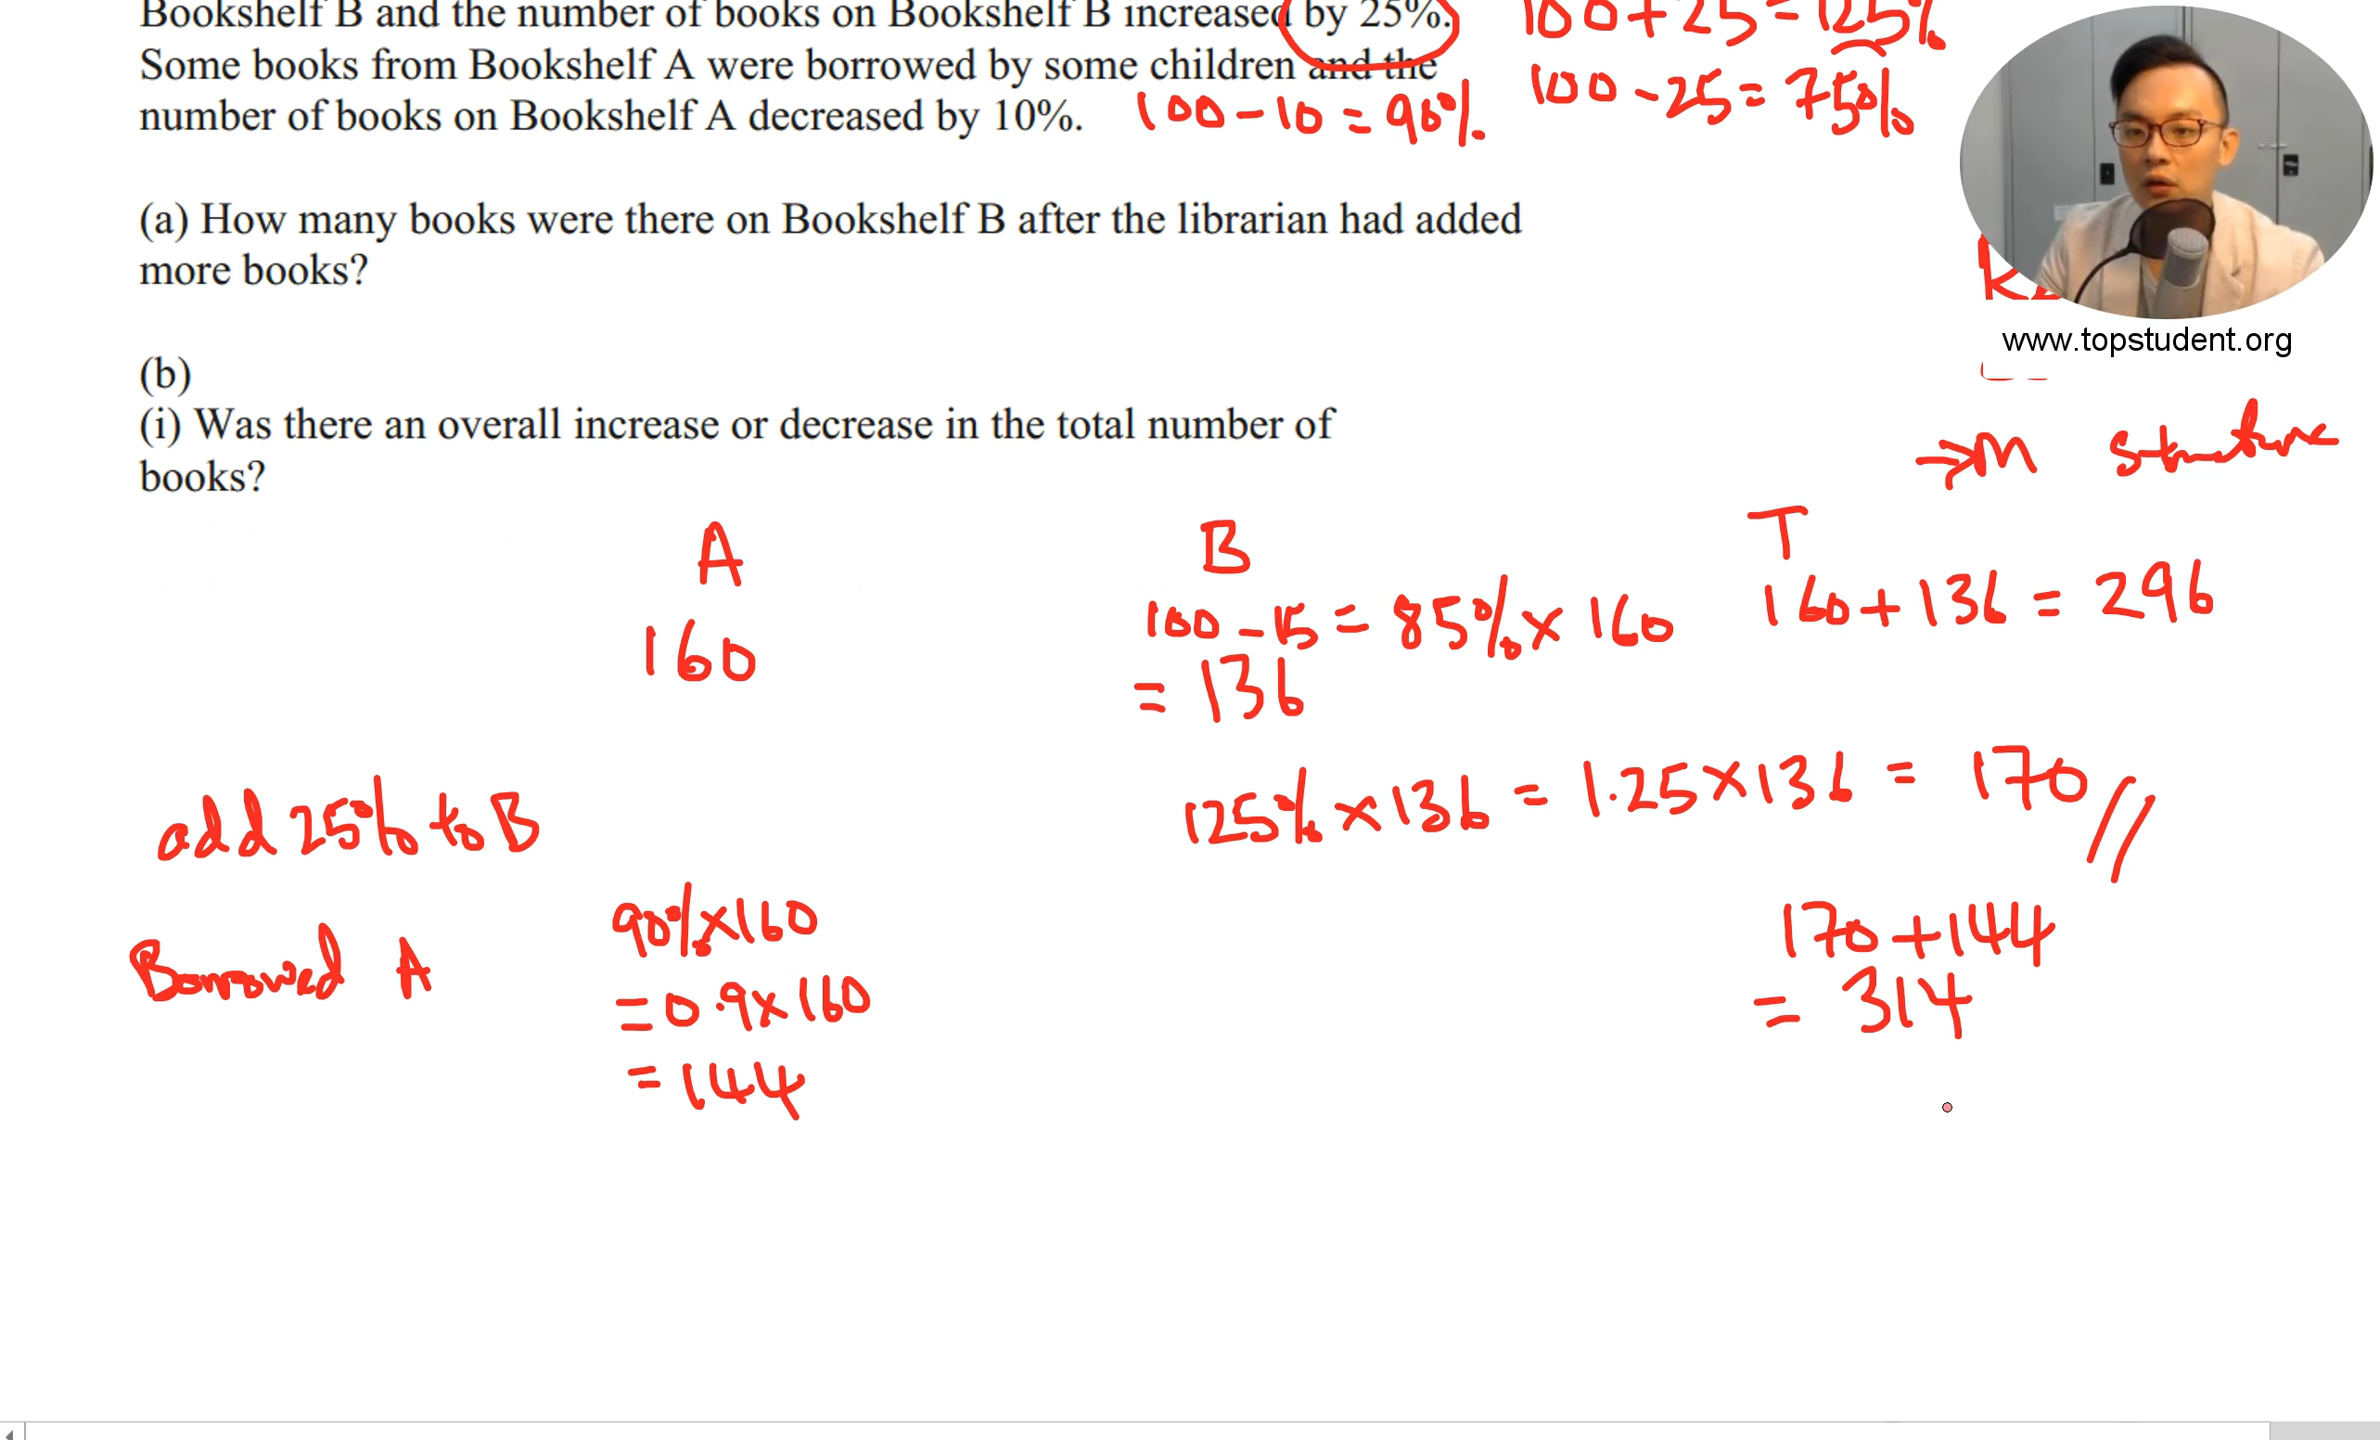 Bookshelf B and the number of books on Bookshelf B increased by 25%.
100+25=125%
Some books from Bookshelf A were borrowed by some children and the
100-25=75%
number of books on Bookshelf A decreased by 10%.
100-10=90%
(a) How many books were there on Bookshelf B after the librarian had added
more books?
www.topstudent.org
(b)
(i) Was there an overall increase or decrease in the total number of
books?
⇒M structure
A B T
160
100-15=85%×160
=136
160+136=296
add 25% to B
125%×136=1.25×136=170//
Borrowed A
90%×160
=0.9×160
=144
170+144
=314